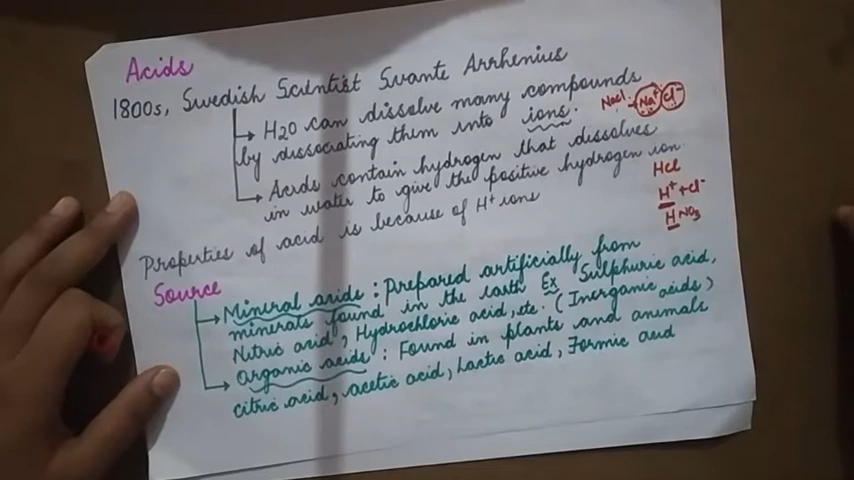 Acids
1800s, Swedish Scientist Svante Arrhenius
H20 can dissolve many compounds
by dissociating them into ions.
NaCl → Na+ Cl-
Acids contain hydrogen that dissolves
in water to give the positive hydrogen ion
HCl
H+ + Cl-
HNO3
Properties of acid is because of H+ ions
Source
Mineral acids : Prepared artificially from
minerals found in the earth Ex Sulphuric acid,
Nitric acid, Hydrochloric acid, etc. (Inorganic acids)
Organic acids : Found in plants and animals
citric acid, acetic acid, Lactic acid, Formic acid